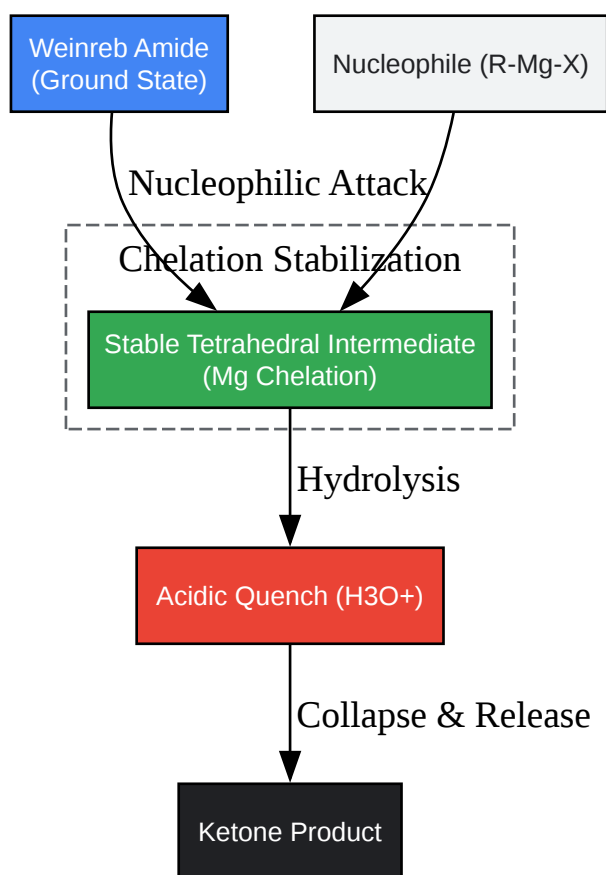 Weinreb Amide
(Ground State)
Nucleophile (R-Mg-X)
Nucleophilic Attack
Chelation Stabilization
Stable Tetrahedral Intermediate
(Mg Chelation)
Hydrolysis
Acidic Quench (H3O+)
Collapse & Release
Ketone Product